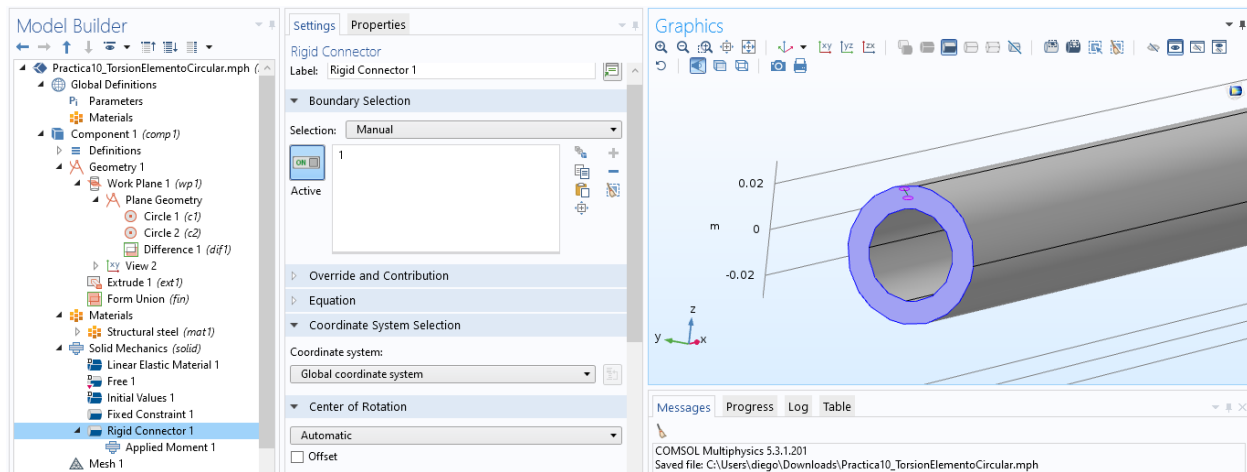 Model Builder
Practica10_TorsionElementoCircular.mph (
Global Definitions
Pi Parameters
Materials
Component 1 (comp1)
Definitions
Geometry 1
Work Plane 1 (wp1)
Plane Geometry
Circle 1 (c1)
Circle 2 (c2)
Difference 1 (dif1)
xy View 2
Extrude 1 (ext1)
Form Union (fin)
Materials
Structural steel (mat1)
Solid Mechanics (solid)
Linear Elastic Material 1
Free 1
Initial Values 1
Fixed Constraint 1
Rigid Connector 1
Applied Moment 1
Mesh 1
Settings Properties
Rigid Connector
Label: Rigid Connector 1
Boundary Selection
Selection: Manual
ON
Active
1
Override and Contribution
Equation
Coordinate System Selection
Coordinate system:
Global coordinate system
Center of Rotation
Automatic
Offset
Graphics
xy yz zx
0.02
m 0
-0.02
z
y x
Messages Progress Log Table
COMSOL Multiphysics 5.3.1.201
Saved file: C:\Users\diego\Downloads\Practica10_TorsionElementoCircular.mph